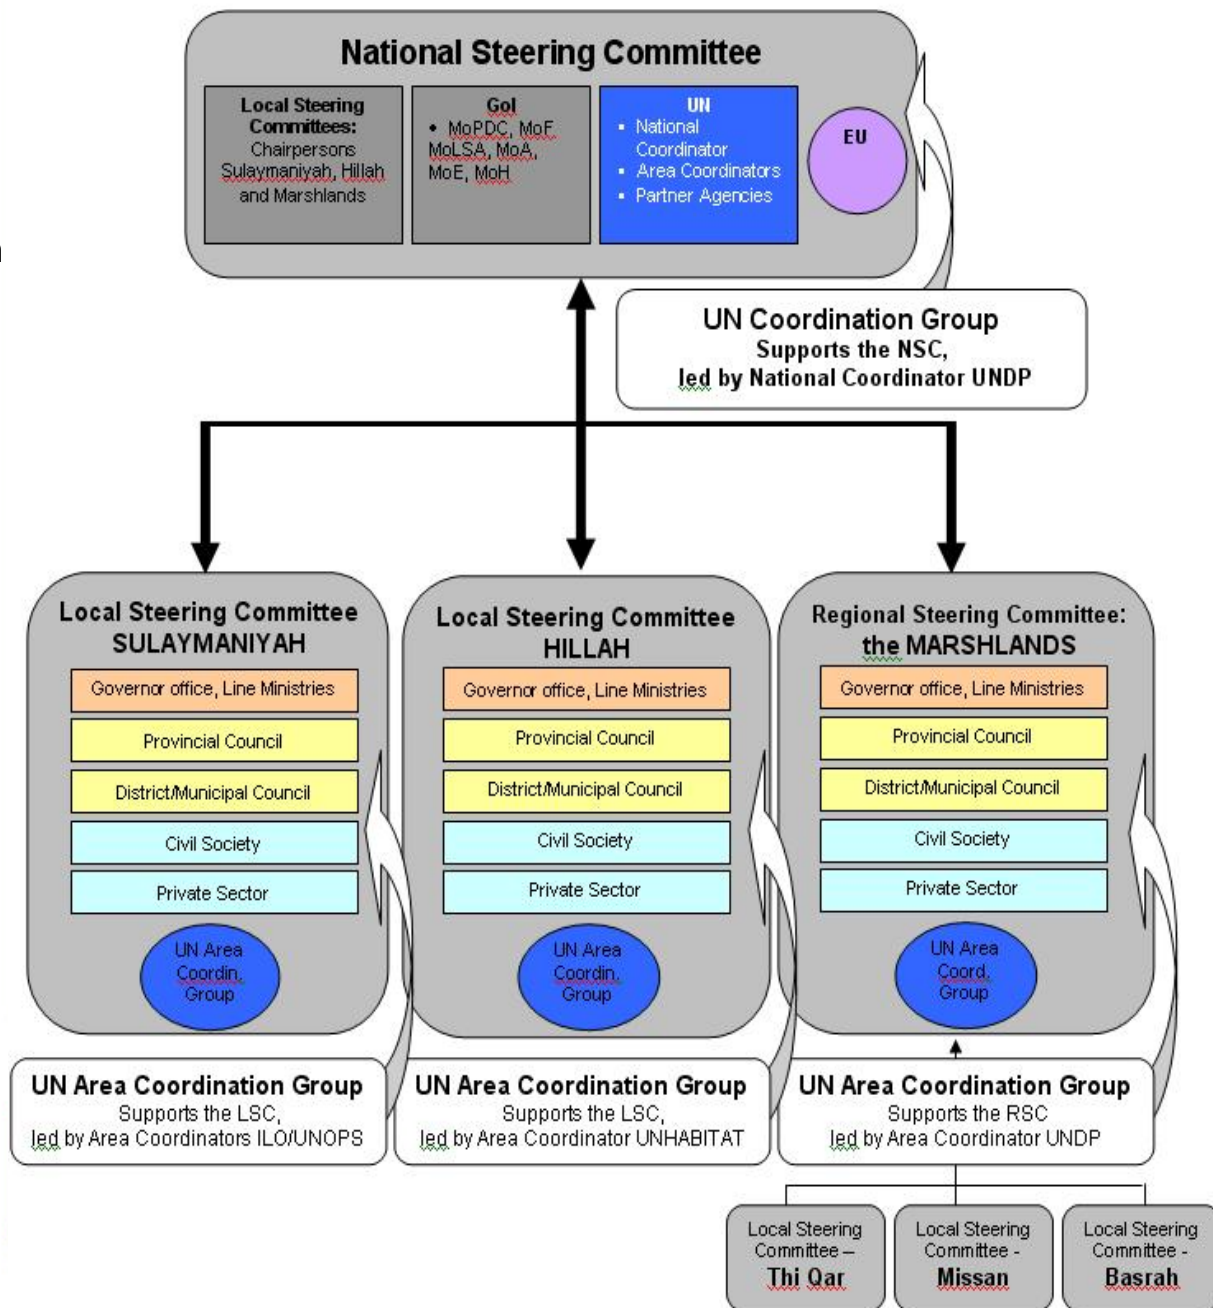 National Steering Committee
Local Steering
Committees:
Chairpersons
Sulaymaniyah, Hillah
and Marshlands
GoI
• MoPDC, MoF
MoLSA, MoA,
MoE, MoH
UN
▪ National
Coordinator
▪ Area Coordinators
▪ Partner Agencies
EU
UN Coordination Group
Supports the NSC,
led by National Coordinator UNDP
Local Steering Committee
SULAYMANIYAH
Governor office, Line Ministries
Provincial Council
District/Municipal Council
Civil Society
Private Sector
UN Area
Coordin.
Group
Local Steering Committee
HILLAH
Governor office, Line Ministries
Provincial Council
District/Municipal Council
Civil Society
Private Sector
UN Area
Coordin.
Group
Regional Steering Committee:
the MARSHLANDS
Governor office, Line Ministries
Provincial Council
District/Municipal Council
Civil Society
Private Sector
UN Area
Coord.
Group
UN Area Coordination Group
Supports the LSC,
led by Area Coordinators ILO/UNOPS
UN Area Coordination Group
Supports the LSC,
led by Area Coordinator UNHABITAT
UN Area Coordination Group
Supports the RSC
led by Area Coordinator UNDP
Local Steering
Committee –
Thi Qar
Local Steering
Committee -
Missan
Local Steering
Committee -
Basrah